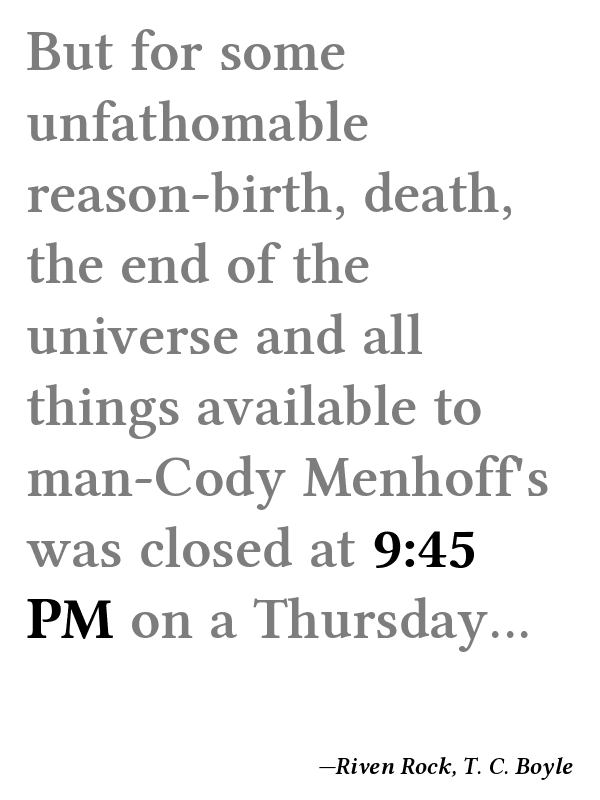 But for some
unfathomable
reason-birth, death,
the end of the
universe and all
things available to
man-Cody Menhoff's
was closed at 9:45
PM on a Thursday...
—Riven Rock, T. C. Boyle